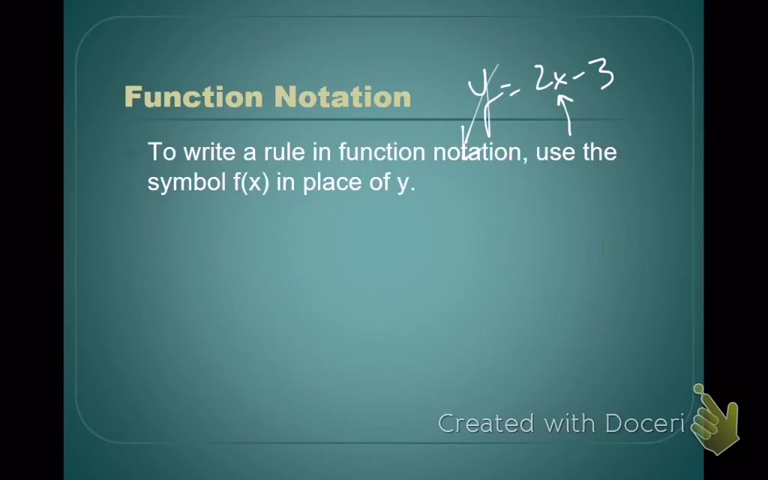 y = 2x - 3
Function Notation
To write a rule in function notation, use the
symbol f(x) in place of y.
Created with Doceri